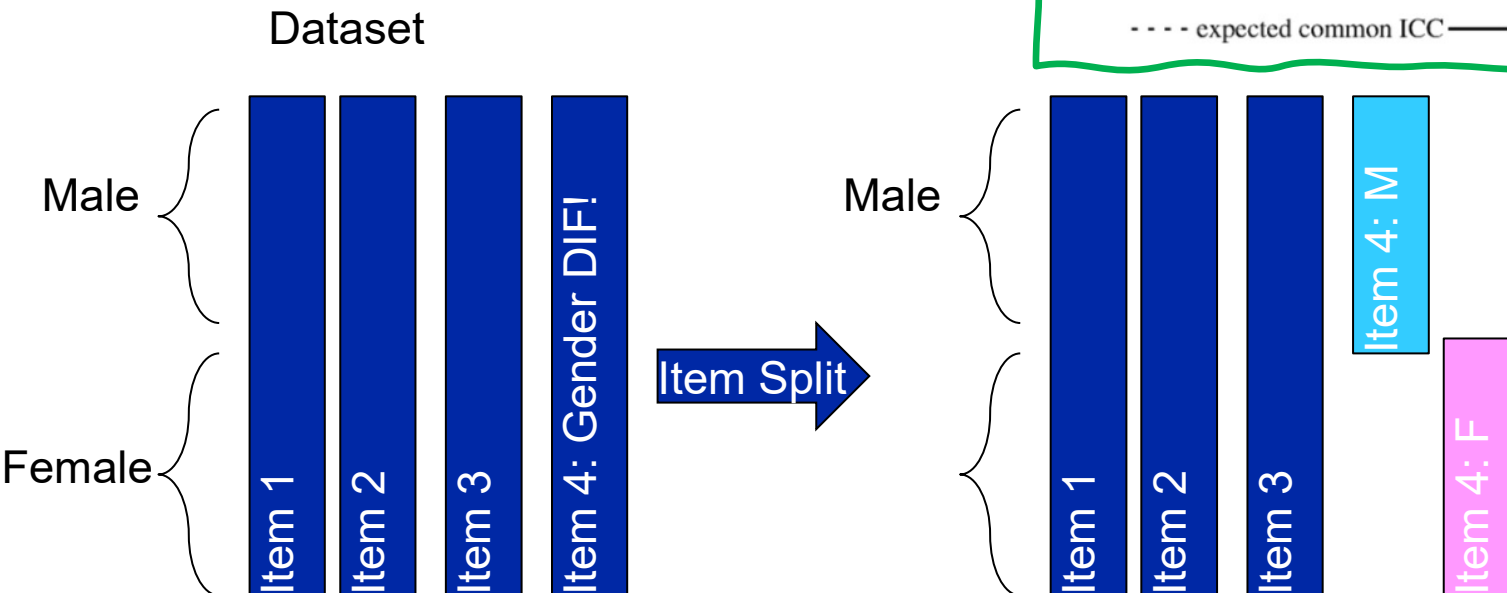 Dataset
- - - - expected common ICC
Male
Female
Item 1
Item 2
Item 3
Item 4: Gender DIF!
Item Split
Male
Item 1
Item 2
Item 3
Item 4: M
Item 4: F